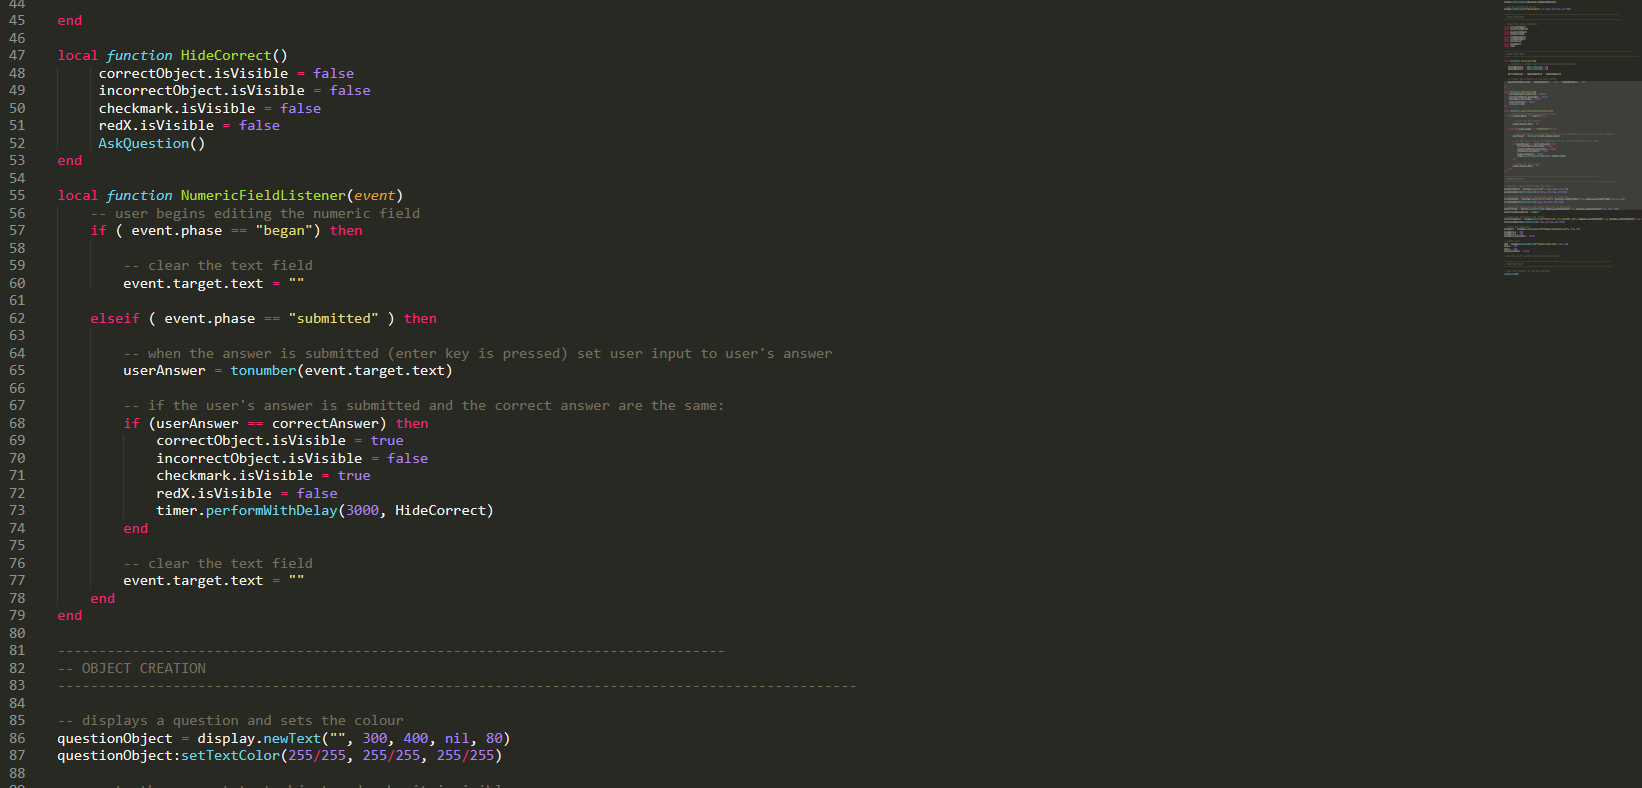 44
45 end
46
47 local function HideCorrect()
48 correctObject.isVisible = false
49 incorrectObject.isVisible = false
50 checkmark.isVisible = false
51 redX.isVisible = false
52 AskQuestion()
53 end
54
55 local function NumericFieldListener(event)
56 -- user begins editing the numeric field
57 if ( event.phase == "began") then
58
59 -- clear the text field
60 event.target.text = ""
61
62 elseif ( event.phase == "submitted" ) then
63
64 -- when the answer is submitted (enter key is pressed) set user input to user's answer
65 userAnswer = tonumber(event.target.text)
66
67 -- if the user's answer is submitted and the correct answer are the same:
68 if (userAnswer == correctAnswer) then
69 correctObject.isVisible = true
70 incorrectObject.isVisible = false
71 checkmark.isVisible = true
72 redX.isVisible = false
73 timer.performWithDelay(3000, HideCorrect)
74 end
75
76 -- clear the text field
77 event.target.text = ""
78 end
79 end
80
81 ---------------------------------------------------------------------------------
82 -- OBJECT CREATION
83 -------------------------------------------------------------------------------------------------
84
85 -- displays a question and sets the colour
86 questionObject = display.newText("", 300, 400, nil, 80)
87 questionObject:setTextColor(255/255, 255/255, 255/255)
88